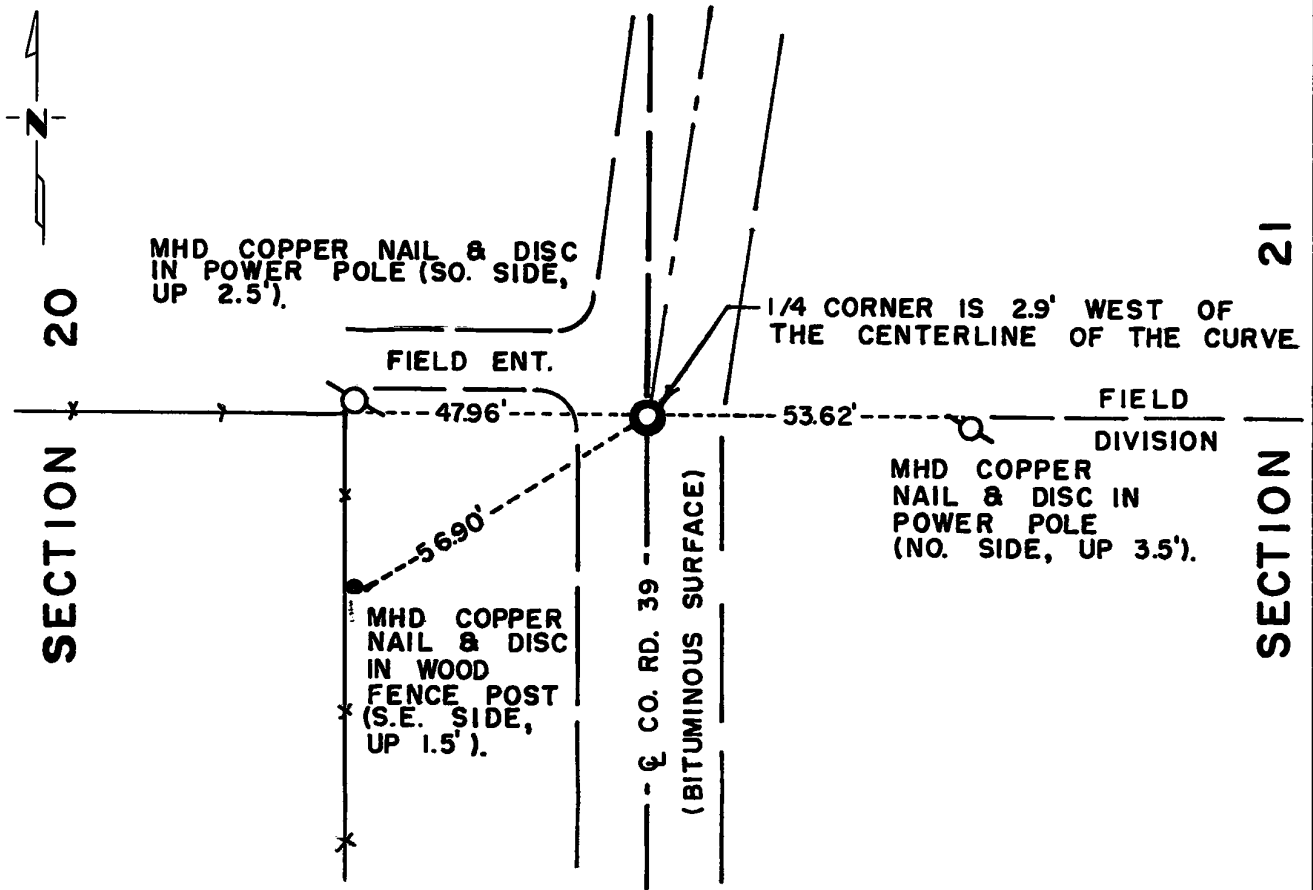 N
MHD COPPER NAIL & DISC
IN POWER POLE (SO. SIDE,
UP 2.5').
1/4 CORNER IS 2.9' WEST OF
THE CENTERLINE OF THE CURVE
FIELD ENT.
47.96'
53.62'
FIELD
DIVISION
56.90'
MHD COPPER
NAIL & DISC IN
POWER POLE
(NO. SIDE, UP 3.5').
MHD COPPER
NAIL & DISC
IN WOOD
FENCE POST
(S.E. SIDE,
UP 1.5').
℄ CO. RD. 39
(BITUMINOUS SURFACE)
SECTION 20
SECTION 21